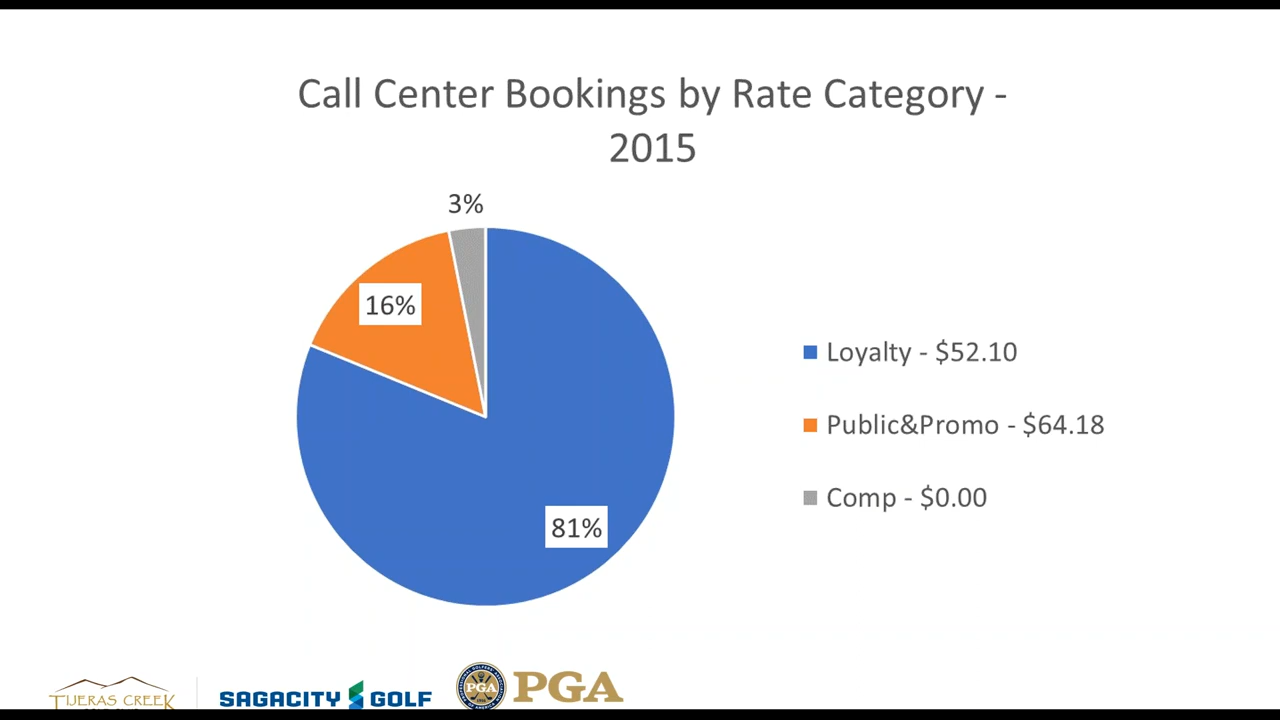 Call Center Bookings by Rate Category -
2015
3%
16%
81%
Loyalty - $52.10
Public&Promo - $64.18
Comp - $0.00
TIJERAS CREEK
SAGACITY GOLF
PGA
PGA